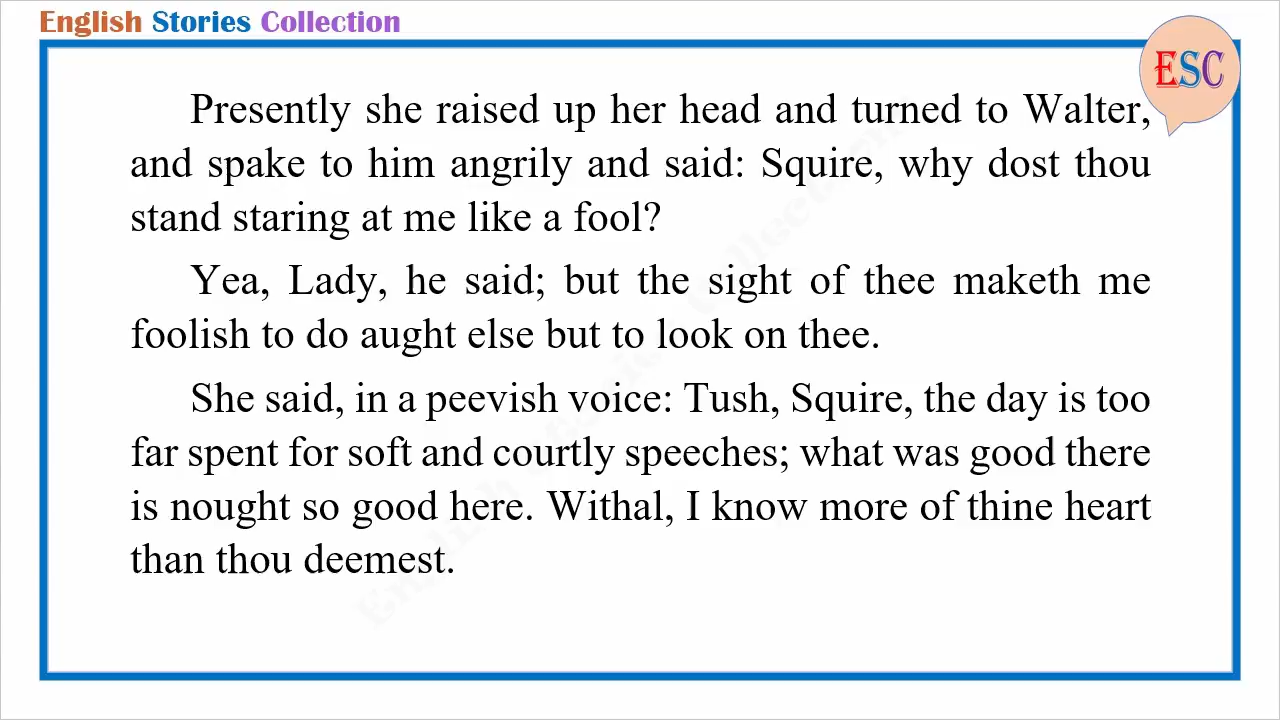 English Stories Collection
ESC
Presently she raised up her head and turned to Walter,
and spake to him angrily and said: Squire, why dost thou
stand staring at me like a fool?
Yea, Lady, he said; but the sight of thee maketh me
foolish to do aught else but to look on thee.
She said, in a peevish voice: Tush, Squire, the day is too
far spent for soft and courtly speeches; what was good there
is nought so good here. Withal, I know more of thine heart
than thou deemest.
English Stories Collection